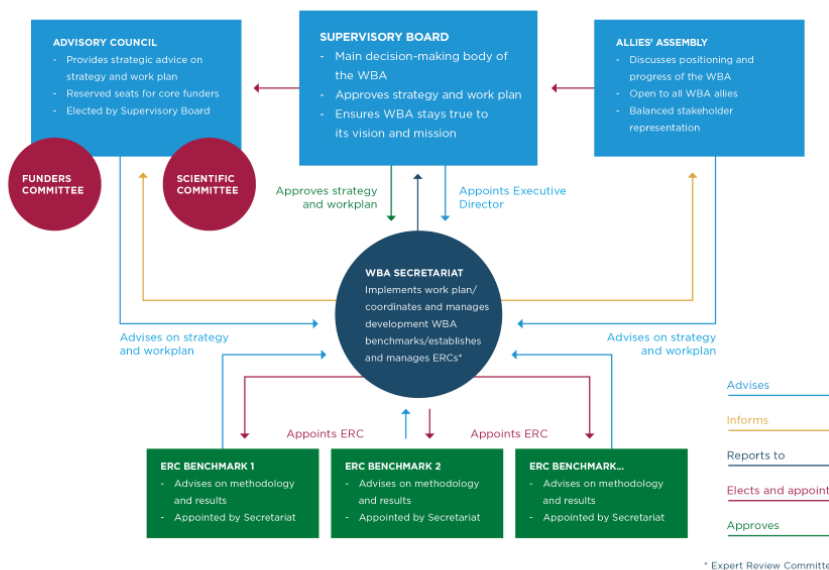 ADVISORY COUNCIL
- Provides strategic advice on
strategy and work plan
- Reserved seats for core funders
- Elected by Supervisory Board
SUPERVISORY BOARD
- Main decision-making body of
the WBA
- Approves strategy and work plan
- Ensures WBA stays true to
its vision and mission
ALLIES' ASSEMBLY
- Discusses positioning and
progress of the WBA
- Open to all WBA allies
- Balanced stakeholder
representation
FUNDERS
COMMITTEE
SCIENTIFIC
COMMITTEE
Approves strategy
and workplan
Appoints Executive
Director
WBA SECRETARIAT
Implements work plan/
coordinates and manages
development WBA
benchmarks/establishes
and manages ERCs*
Advises on strategy
and workplan
Advises on strategy
and workplan
Appoints ERC
Appoints ERC
ERC BENCHMARK 1
- Advises on methodology
and results
- Appointed by Secretariat
ERC BENCHMARK 2
- Advises on methodology
and results
- Appointed by Secretariat
ERC BENCHMARK...
- Advises on methodology
and results
- Appointed by Secretariat
Advises
Informs
Reports to
Elects and appoint
Approves
* Expert Review Committe